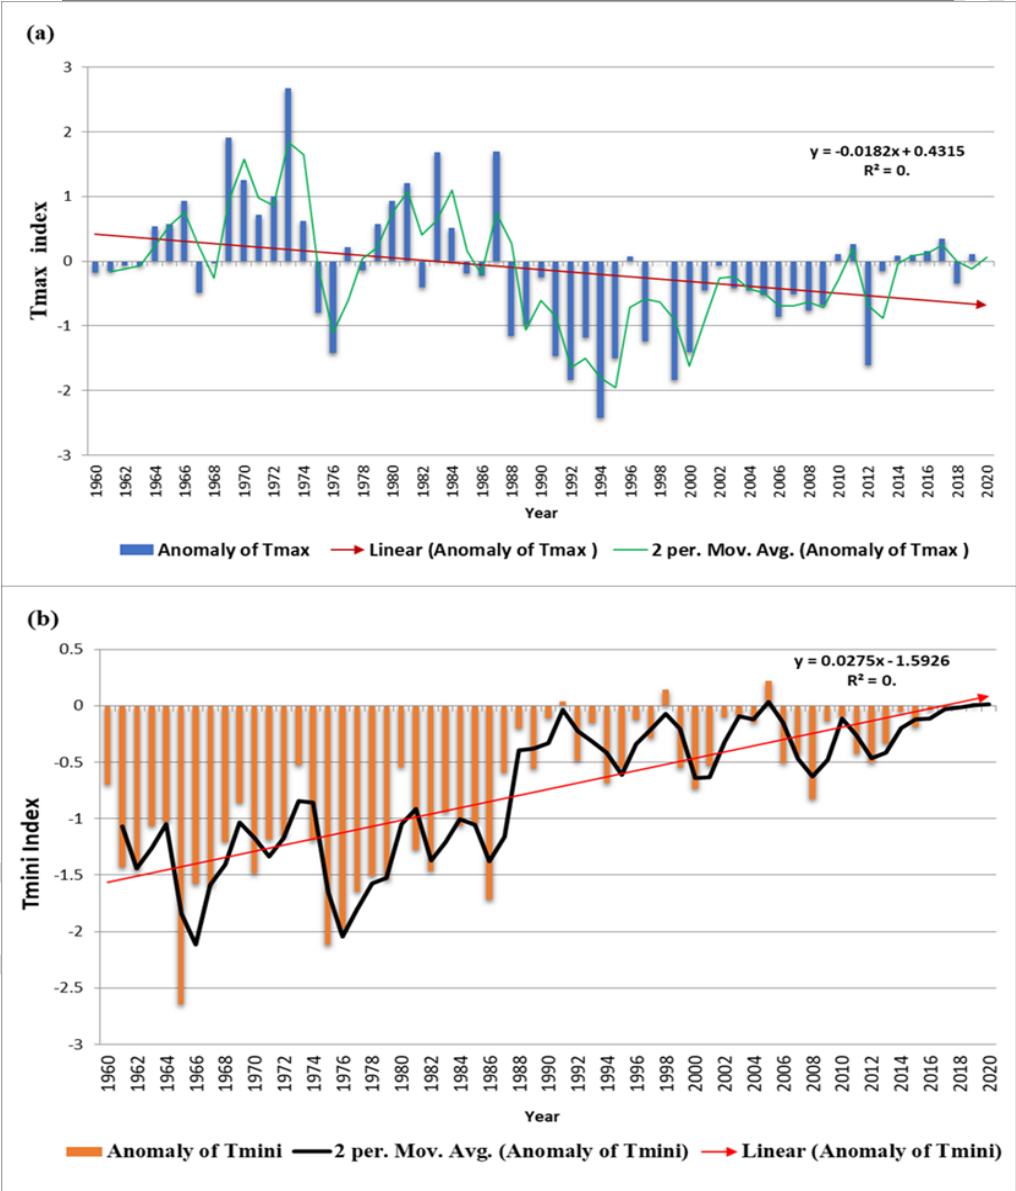 (a)
3
2
1
0
-1
-2
-3
Tmax index
y = -0.0182x + 0.4315
R² = 0.
1960 1962 1964 1966 1968 1970 1972 1974 1976 1978 1980 1982 1984 1986 1988 1990 1992 1994 1996 1998 2000 2002 2004 2006 2008 2010 2012 2014 2016 2018 2020
Year
Anomaly of Tmax Linear (Anomaly of Tmax ) 2 per. Mov. Avg. (Anomaly of Tmax )
(b)
0.5
0
-0.5
-1
-1.5
-2
-2.5
-3
Tmini Index
y = 0.0275x - 1.5926
R² = 0.
1960 1962 1964 1966 1968 1970 1972 1974 1976 1978 1980 1982 1984 1986 1988 1990 1992 1994 1996 1998 2000 2002 2004 2006 2008 2010 2012 2014 2016 2018 2020
Year
Anomaly of Tmini 2 per. Mov. Avg. (Anomaly of Tmini) Linear (Anomaly of Tmini)